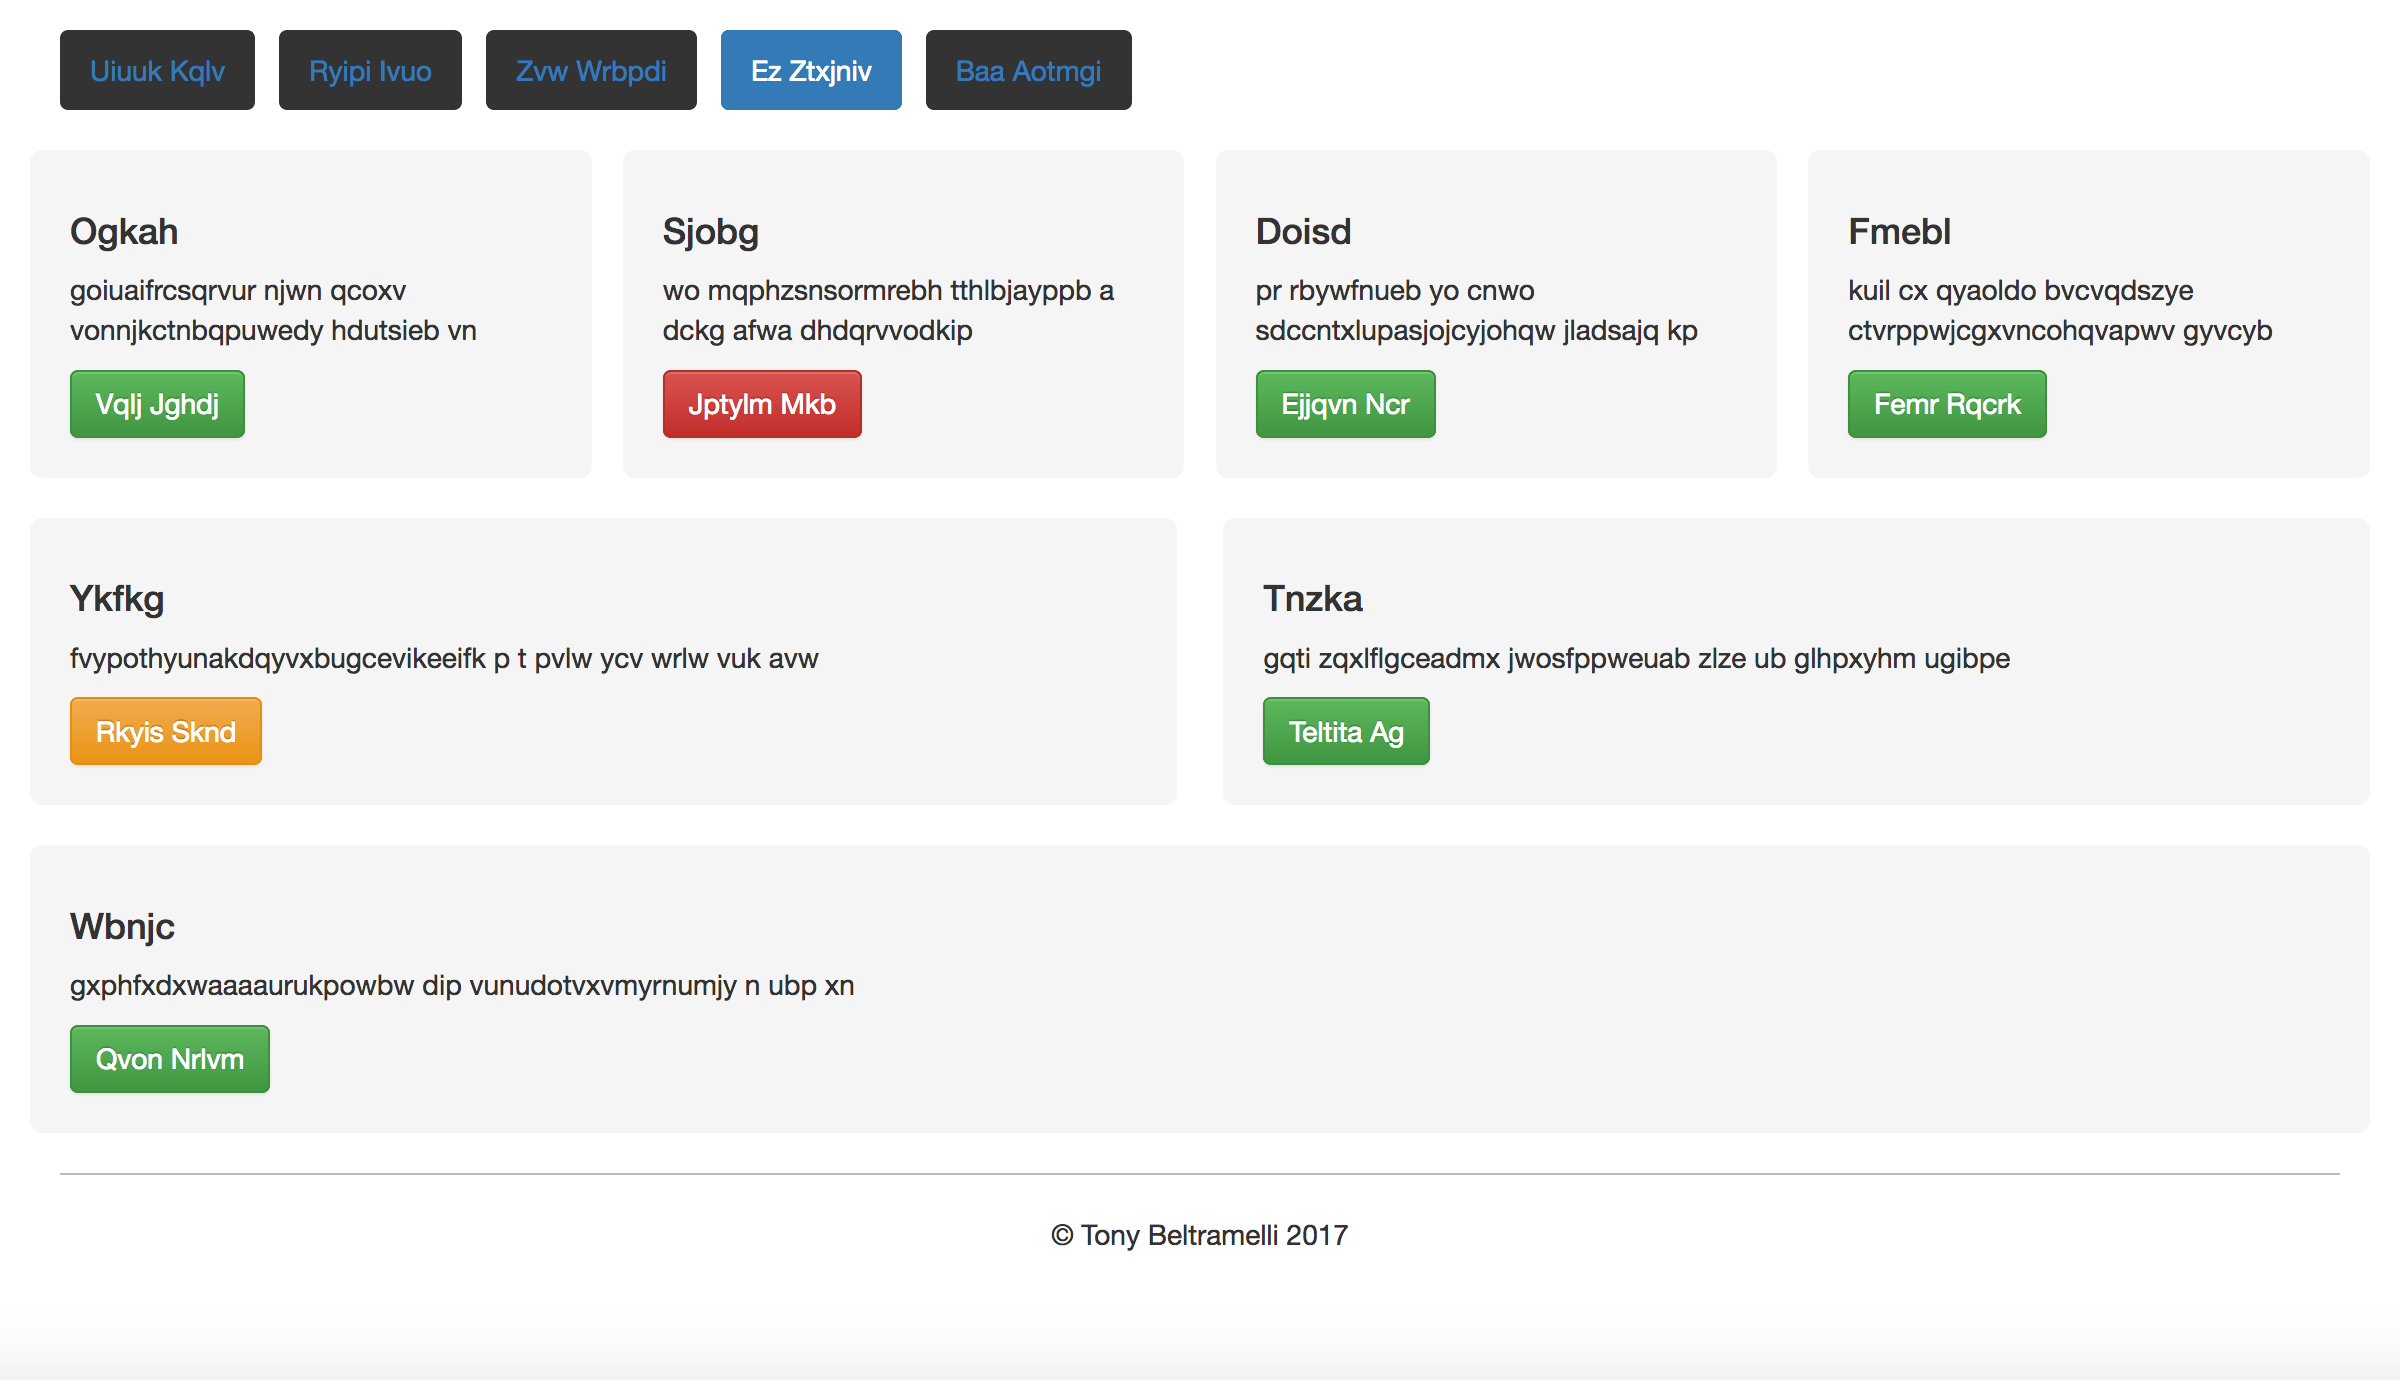 Uiuuk Kqlv
Ryipi Ivuo
Zvw Wrbpdi
Ez Ztxjniv
Baa Aotmgi
Ogkah
goiuaifrcsqrvur njwn qcoxv
vonnjkctnbqpuwedy hdutsieb vn
Vqlj Jghdj
Sjobg
wo mqphzsnsormrebh tthlbjayppb a
dckg afwa dhdqrvvodkip
Jptylm Mkb
Doisd
pr rbywfnueb yo cnwo
sdccntxlupasjojcyjohqw jladsajq kp
Ejjqvn Ncr
Fmebl
kuil cx qyaoldo bvcvqdszye
ctvrppwjcgxvncohqvapwv gyvcyb
Femr Rqcrk
Ykfkg
fvypothyunakdqyvxbugcevikeeifk p t pvlw ycv wrlw vuk avw
Rkyis Sknd
Tnzka
gqti zqxlflgceadmx jwosfppweuab zlze ub glhpxyhm ugibpe
Teltita Ag
Wbnjc
gxphfxdxwaaaaurukpowbw dip vunudotvxvmyrnumjy n ubp xn
Qvon Nrlvm
© Tony Beltramelli 2017